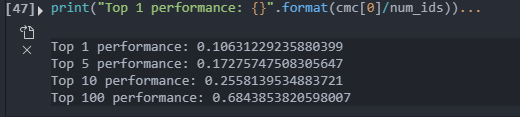 [47] print("Top 1 performance: {}".format(cmc[0]/num_ids))...
Top 1 performance: 0.10631229235880399
Top 5 performance: 0.17275747508305647
Top 10 performance: 0.2558139534883721
Top 100 performance: 0.6843853820598007